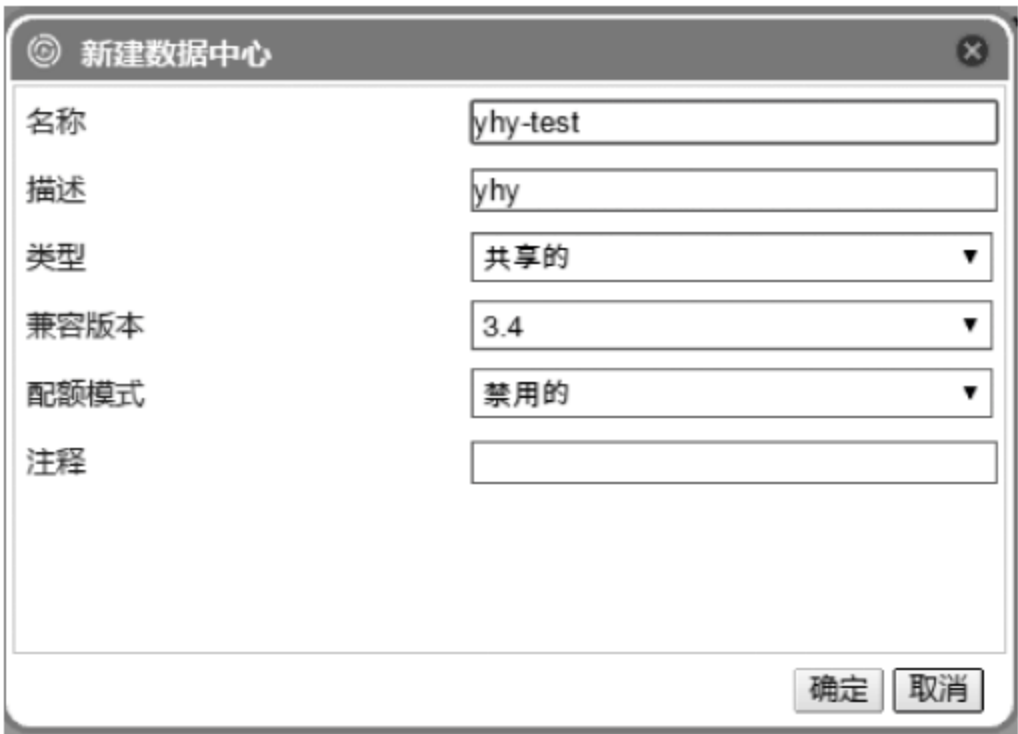 新建数据中心
名称 yhy-test
描述 yhy
类型 共享的
兼容版本 3.4
配额模式 禁用的
注释
确定 取消